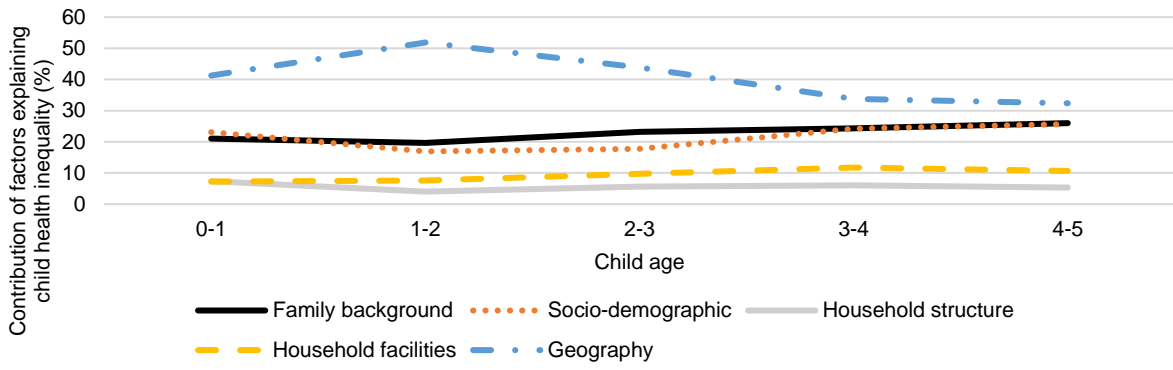 Contribution of factors explaining
child health inequality (%)
60
50
40
30
20
10
0
0-1 1-2 2-3 3-4 4-5
Child age
Family background Socio-demographic Household structure
Household facilities Geography